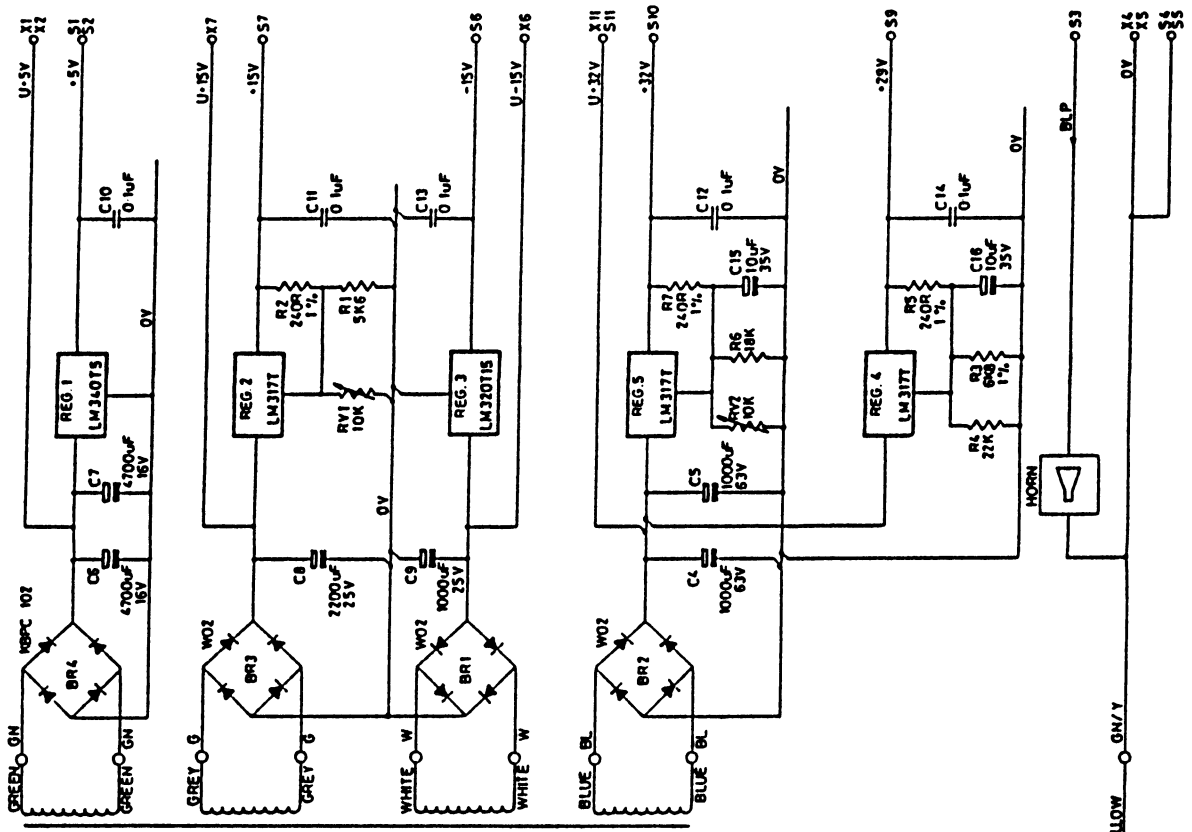 X1
X2
U+5V
S1
S2
+5V
C10
0·1uF
0V
REG. 1
LM340T5
C7
4700uF
16V
C6
4700uF
16V
KBPC 102
BR4
GN
GREEN
GN
GREEN
X7
U+15V
S7
+15V
C11
0·1uF
R2
240R
1%
R1
5K6
REG. 2
LM317T
RV1
10K
0V
C8
2200uF
25V
W02
BR3
G
GREY
G
GREY
S6
-15V
X6
U-15V
C13
0·1uF
REG. 3
LM320T15
C9
1000uF
25V
W02
BR1
W
WHITE
W
WHITE
X11
S11
U+32V
S10
+32V
C12
0·1uF
0V
R7
240R
1%
C15
10uF
35V
R6
18K
RV2
10K
REG. 5
LM317T
C5
1000uF
63V
C4
1000uF
63V
W02
BR2
BL
BLUE
BL
BLUE
S9
+29V
C14
0·1uF
0V
R5
240R
1%
C16
10uF
35V
R3
6K8
1%
R4
22K
REG. 4
LM317T
S3
BLP
HORN
X4
X5
0V
S4
S5
GN/Y
LLOW